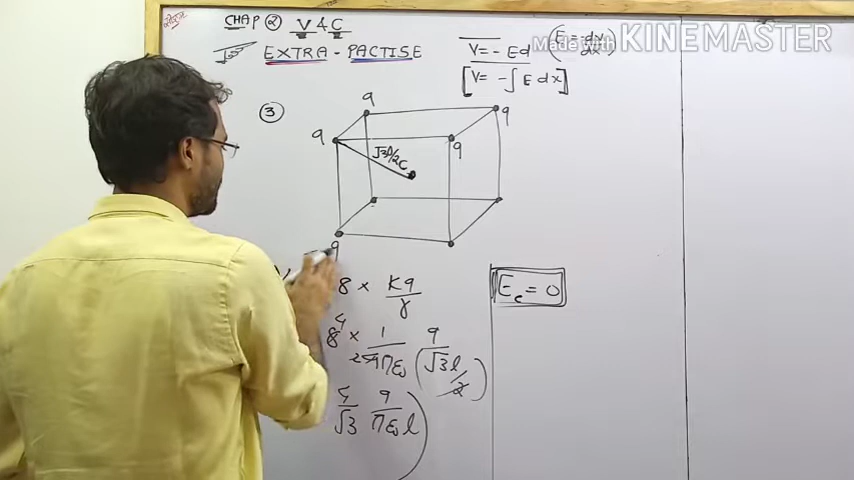 CHAP ② V4C
EXTRA - PACTISE
V = - Ed (E = -dv/dx)
[V = - ∫ E dx]
Made with KINEMASTER
③
q
q
q
q
√3l/2 C
q
8 × Kq/r
8 4 × 1/4πε₀ q/(√3l/2)
4/√3 q/πε₀l)
E_c = 0